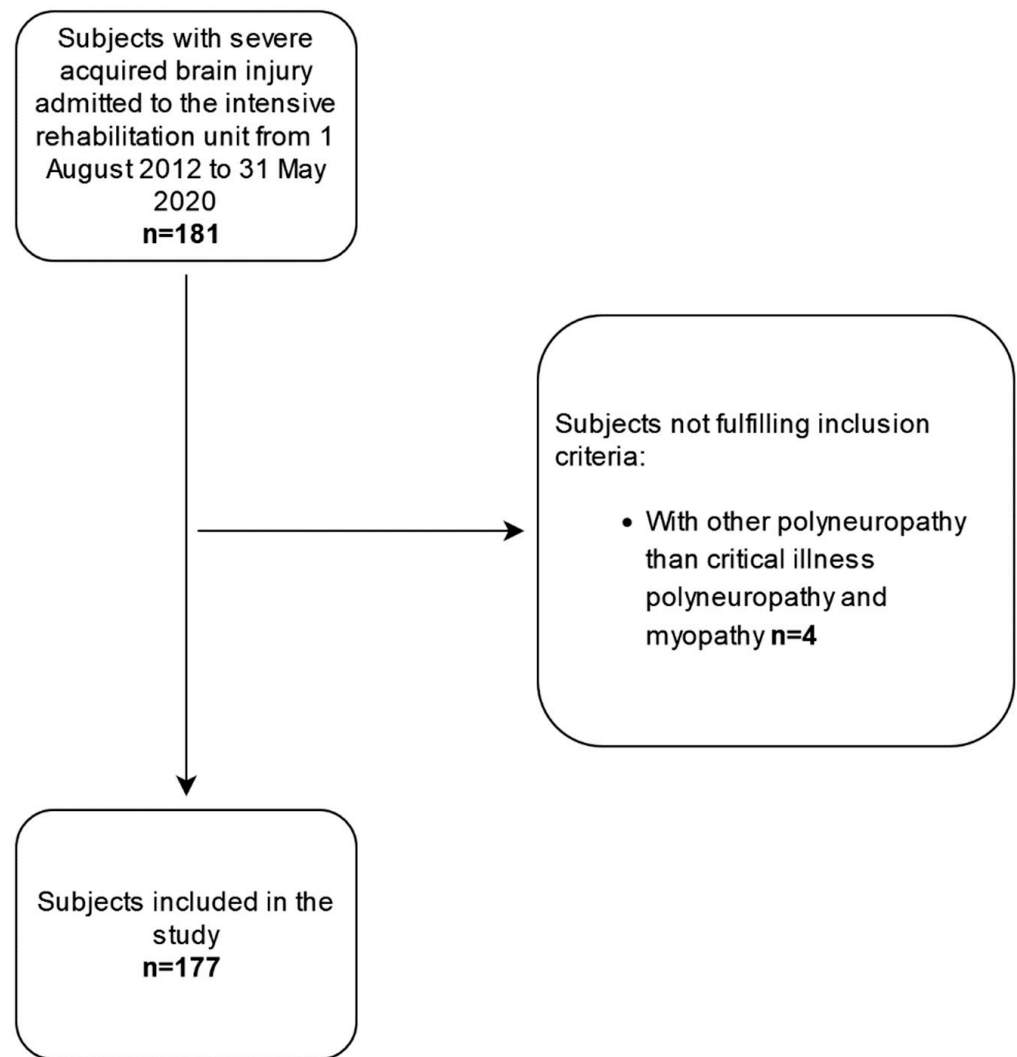 Subjects with severe
acquired brain injury
admitted to the intensive
rehabilitation unit from 1
August 2012 to 31 May
2020
n=181
Subjects not fulfilling inclusion
criteria:
• With other polyneuropathy
than critical illness
polyneuropathy and
myopathy n=4
Subjects included in the
study
n=177